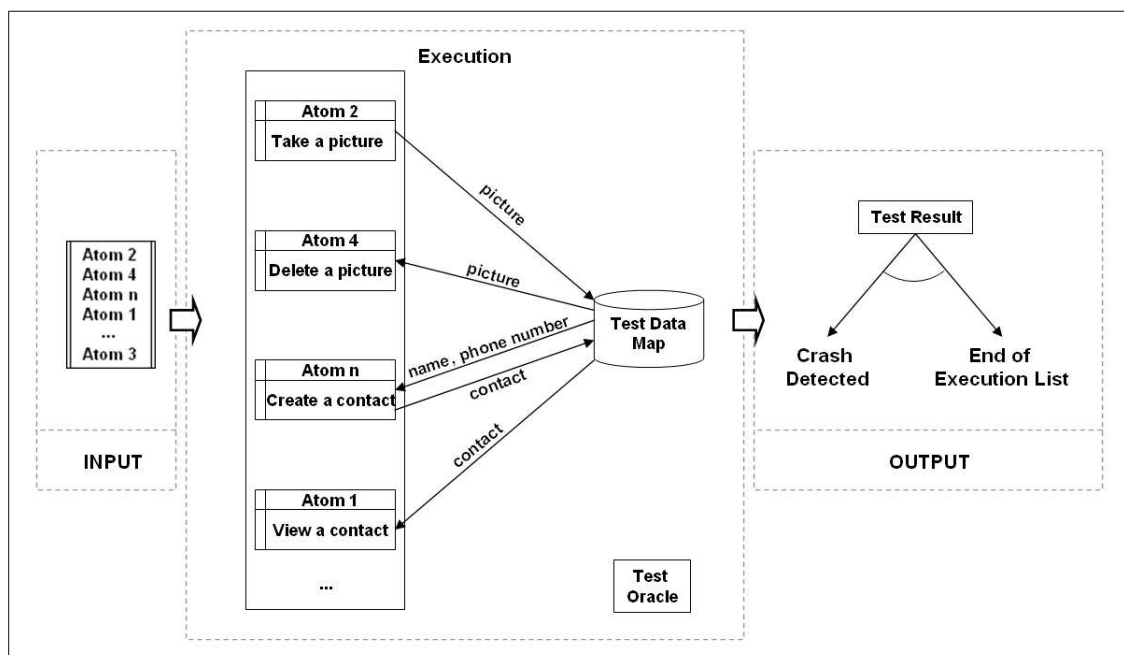 Execution
Atom 2
Take a picture
picture
Atom 4
Delete a picture
picture
Atom 2
Atom 4
Atom n
Atom 1
...
Atom 3
INPUT
Atom n
Create a contact
name, phone number
contact
Test Data
Map
contact
Atom 1
View a contact
...
Test
Oracle
Test Result
Crash
Detected
End of
Execution List
OUTPUT